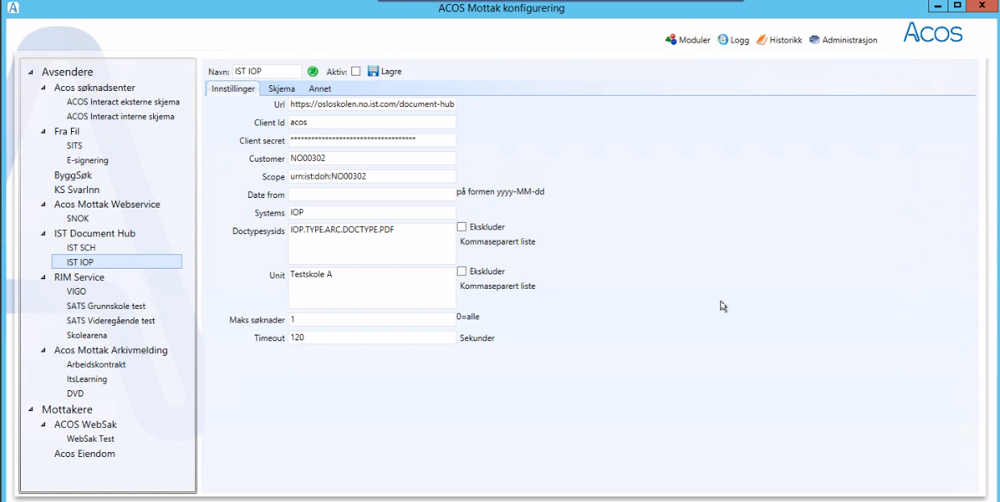 ACOS Mottak konfigurering
Moduler Logg Historikk Administrasjon
Acos
Avsendere
Acos søknadsenter
ACOS Interact eksterne skjema
ACOS Interact interne skjema
Fra Fil
SITS
E-signering
ByggSøk
KS SvarInn
Acos Mottak Webservice
SNOK
IST Document Hub
IST SCH
IST IOP
RIM Service
VIGO
SATS Grunnskole test
SATS Videregående test
Skolearena
Acos Mottak Arkivmelding
Arbeidskontrakt
ItsLearning
DVD
Mottakere
ACOS WebSak
WebSak Test
Acos Eiendom
Navn: IST IOP Aktiv: Lagre
Innstillinger Skjema Annet
Url https://osloskolen.no.ist.com/document-hub
Client Id acos
Client secret ************************************
Customer NO00302
Scope urn:ist:doh:NO00302
Date from på formen yyyy-MM-dd
Systems IOP
Doctypesysids IOP.TYPE.ARC.DOCTYPE.PDF Ekskluder
Kommaseparert liste
Unit Testskole A Ekskluder
Kommaseparert liste
Maks søknader 1 0=alle
Timeout 120 Sekunder